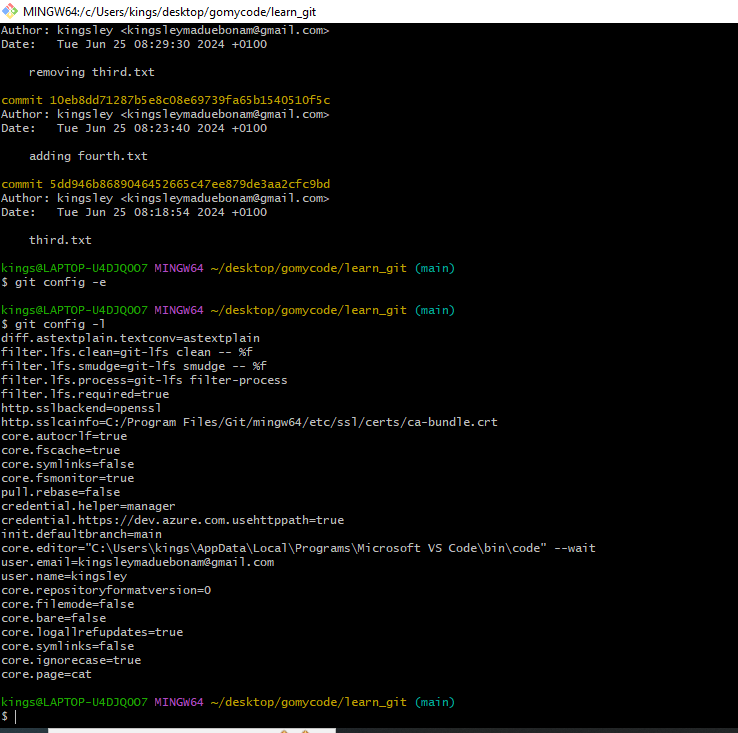 MINGW64:/c/Users/kings/desktop/gomycode/learn_git
Author: kingsley <kingsleymaduebonam@gmail.com>
Date:   Tue Jun 25 08:29:30 2024 +0100
    removing third.txt
commit 10eb8dd71287b5e8c08e69739fa65b1540510f5c
Author: kingsley <kingsleymaduebonam@gmail.com>
Date:   Tue Jun 25 08:23:40 2024 +0100
    adding fourth.txt
commit 5dd946b8689046452665c47ee879de3aa2cfc9bd
Author: kingsley <kingsleymaduebonam@gmail.com>
Date:   Tue Jun 25 08:18:54 2024 +0100
    third.txt
kings@LAPTOP-U4DJQ0O7 MINGW64 ~/desktop/gomycode/learn_git (main)
$ git config -e
kings@LAPTOP-U4DJQ0O7 MINGW64 ~/desktop/gomycode/learn_git (main)
$ git config -l
diff.astextplain.textconv=astextplain
filter.lfs.clean=git-lfs clean -- %f
filter.lfs.smudge=git-lfs smudge -- %f
filter.lfs.process=git-lfs filter-process
filter.lfs.required=true
http.sslbackend=openssl
http.sslcainfo=C:/Program Files/Git/mingw64/etc/ssl/certs/ca-bundle.crt
core.autocrlf=true
core.fscache=true
core.symlinks=false
core.fsmonitor=true
pull.rebase=false
credential.helper=manager
credential.https://dev.azure.com.usehttppath=true
init.defaultbranch=main
core.editor="C:\Users\kings\AppData\Local\Programs\Microsoft VS Code\bin\code" --wait
user.email=kingsleymaduebonam@gmail.com
user.name=kingsley
core.repositoryformatversion=0
core.filemode=false
core.bare=false
core.logallrefupdates=true
core.symlinks=false
core.ignorecase=true
core.page=cat
kings@LAPTOP-U4DJQ0O7 MINGW64 ~/desktop/gomycode/learn_git (main)
$